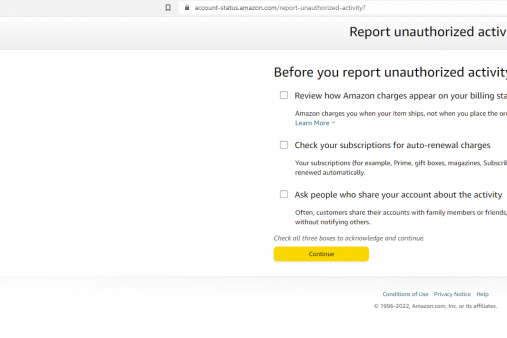 account-status.amazon.com/report-unauthorized-activity?
Report unauthorized activ
Before you report unauthorized activity
Review how Amazon charges appear on your billing sta
Amazon charges you when your item ships, not when you place the or
Learn More
Check your subscriptions for auto-renewal charges
Your subscriptions (for example, Prime, gift boxes, magazines, Subscrib
renewed automatically.
Ask people who share your account about the activity
Often, customers share their accounts with family members or friends,
without notifying others.
Check all three boxes to acknowledge and continue.
Continue
Conditions of Use Privacy Notice Help
© 1996-2022, Amazon.com, Inc. or its affiliates.